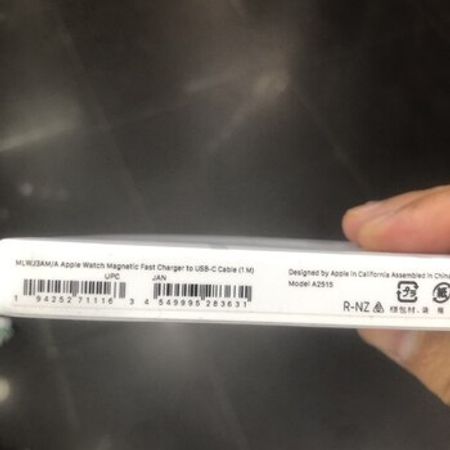 MLWJ3AM/A Apple Watch Magnetic Fast Charger to USB-C Cable (1 M)
UPC JAN
1 94252 71116 3 4 549995 283631
Designed by Apple in California Assembled in China
Model A2515
R-NZ